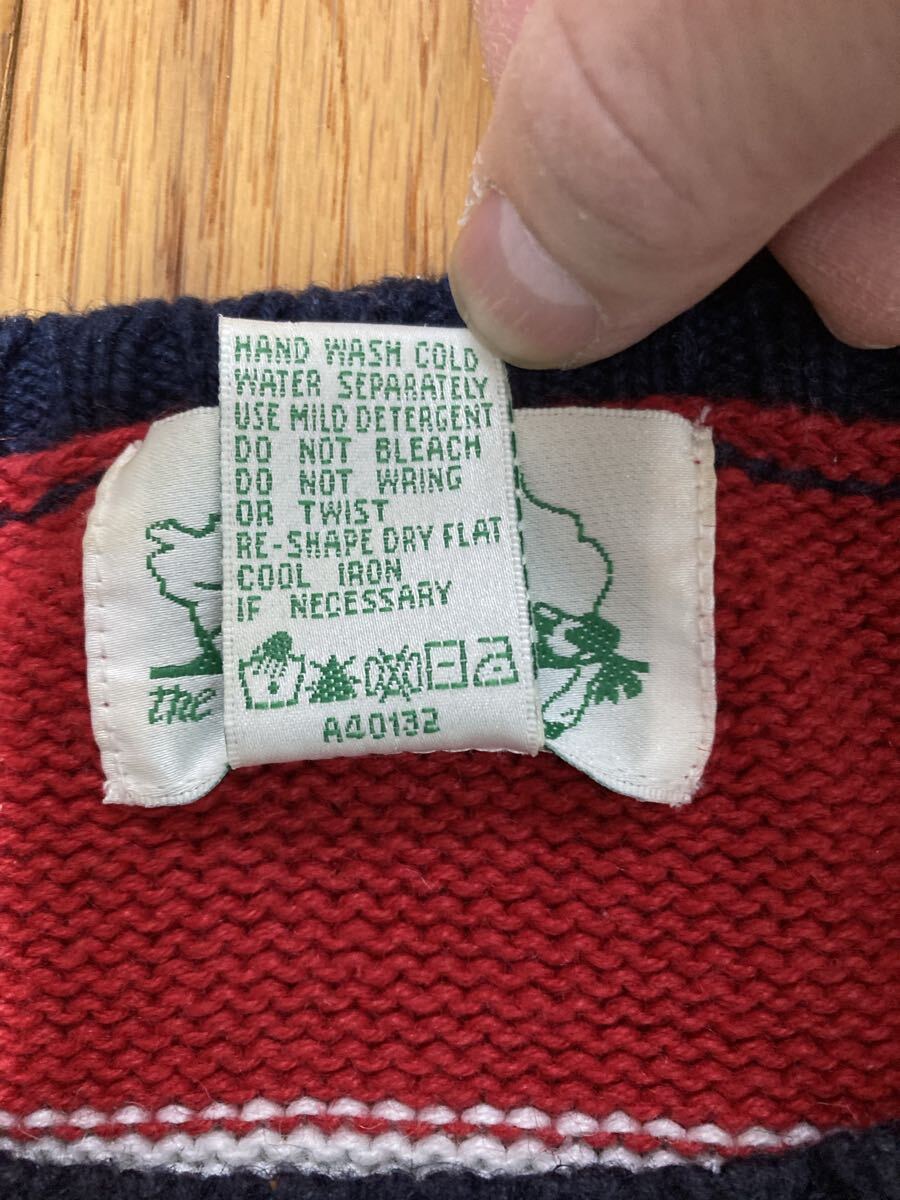 HAND WASH COLD
WATER SEPARATELY
USE MILD DETERGENT
DO NOT BLEACH
DO NOT WRING
OR TWIST
RE-SHAPE DRY FLAT
COOL IRON
IF NECESSARY
A40132
the